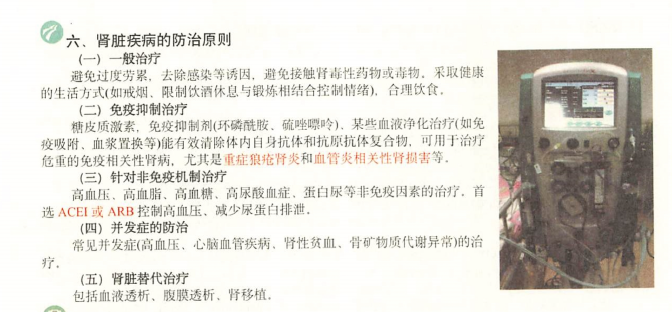 六、肾脏疾病的防治原则
(一) 一般治疗
避免过度劳累，去除感染等诱因，避免接触肾毒性药物或毒物，采取健康
的生活方式(如戒烟、限制饮酒休息与锻炼相结合控制情绪)，合理饮食。
(二) 免疫抑制治疗
糖皮质激素，免疫抑制剂(环磷酰胺、硫唑嘌呤)、某些血液净化治疗(如免
疫吸附、血浆置换等)能有效清除体内自身抗体和抗原抗体复合物，可用于治疗
危重的免疫相关性肾病，尤其是重症狼疮肾炎和血管炎相关性肾损害等。
(三) 针对非免疫机制治疗
高血压、高血脂、高血糖、高尿酸血症、蛋白尿等非免疫因素的治疗。首
选 ACEI 或 ARB 控制高血压、减少尿蛋白排泄。
(四) 并发症的防治
常见并发症(高血压、心脑血管疾病、肾性贫血、骨矿物质代谢异常)的治
疗。
(五) 肾脏替代治疗
包括血液透析、腹膜透析、肾移植。